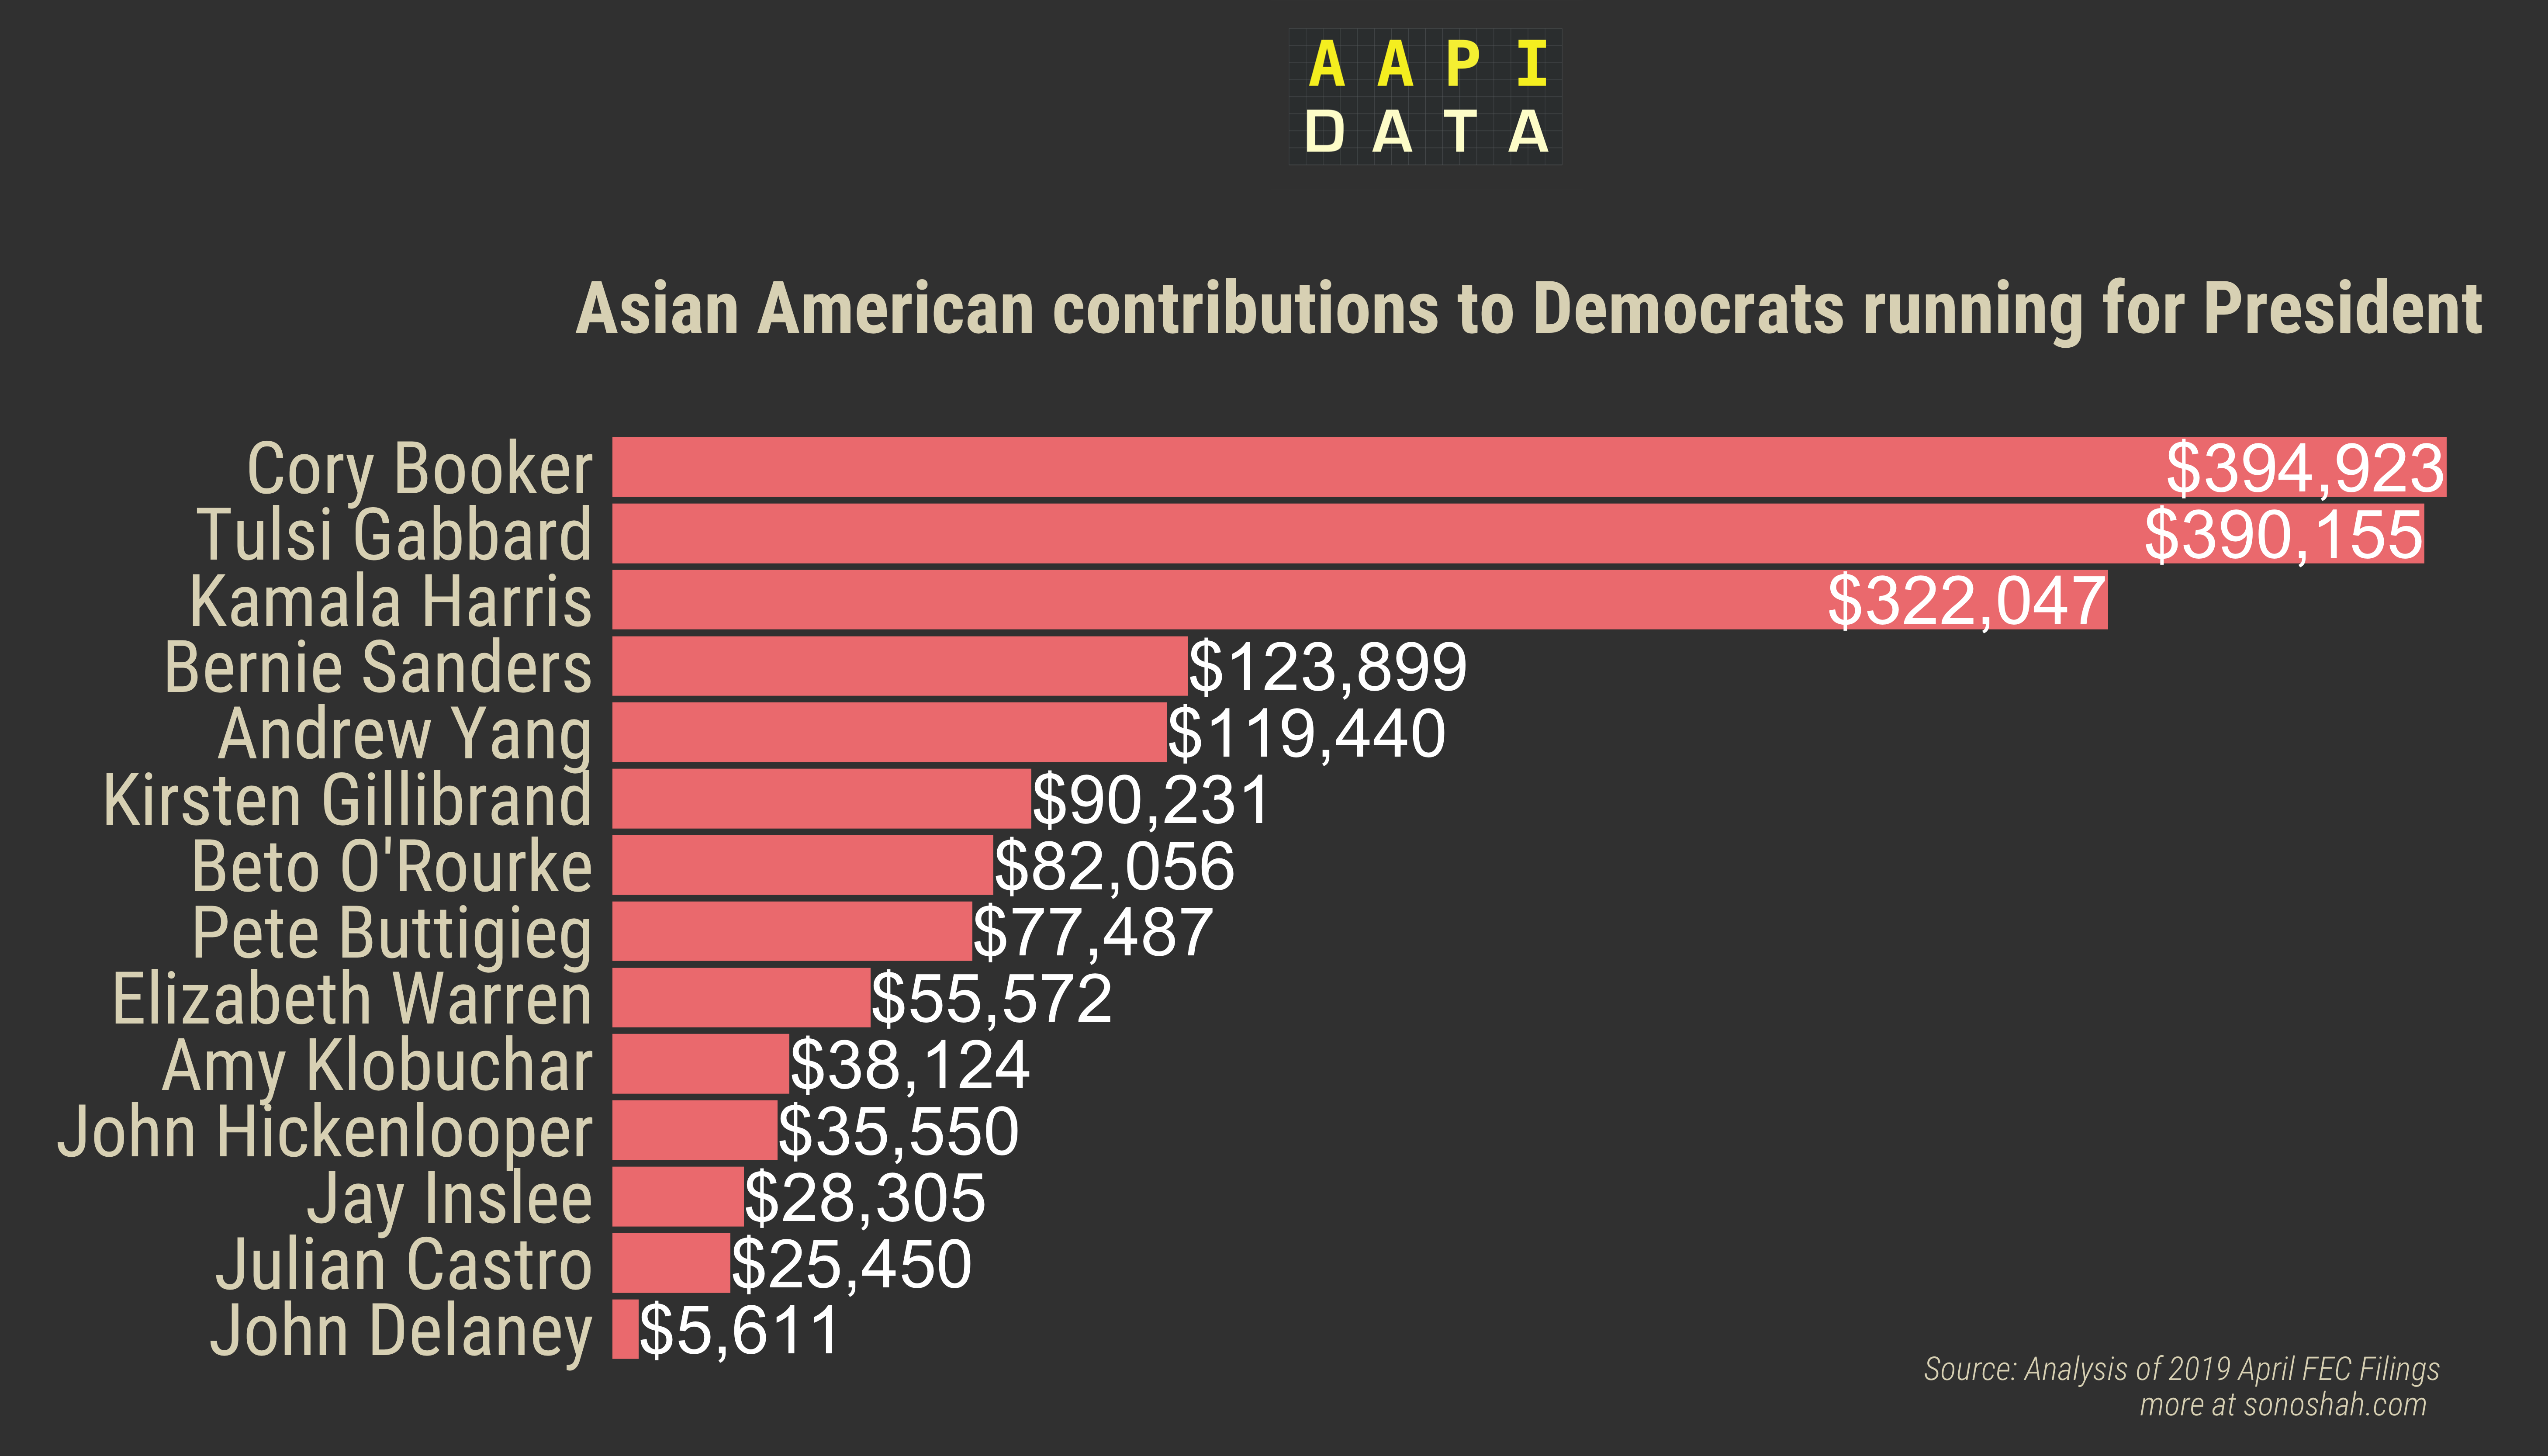 A A P I
D A T A
Asian American contributions to Democrats running for President
Cory Booker $394,923
Tulsi Gabbard $390,155
Kamala Harris $322,047
Bernie Sanders $123,899
Andrew Yang $119,440
Kirsten Gillibrand $90,231
Beto O'Rourke $82,056
Pete Buttigieg $77,487
Elizabeth Warren $55,572
Amy Klobuchar $38,124
John Hickenlooper $35,550
Jay Inslee $28,305
Julian Castro $25,450
John Delaney $5,611
Source: Analysis of 2019 April FEC Filings
more at sonoshah.com